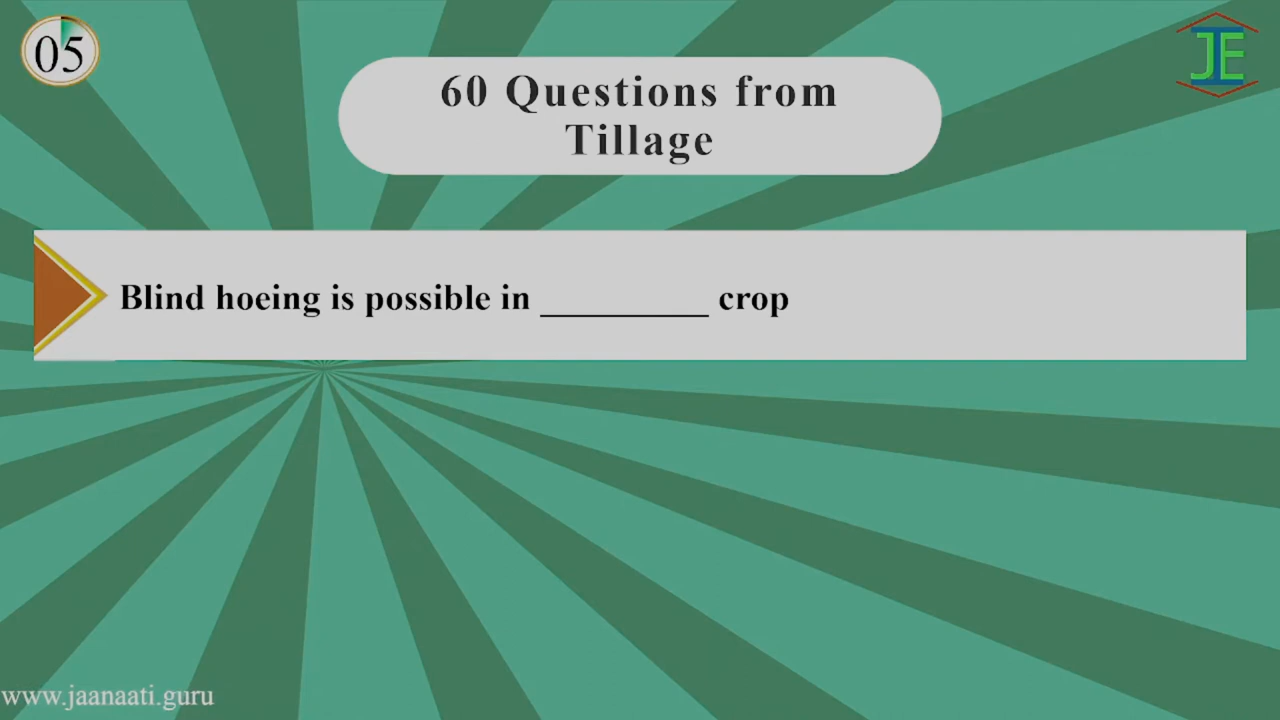 05
JE
60 Questions from
Tillage
Blind hoeing is possible in __________ crop
www.jaanaati.guru